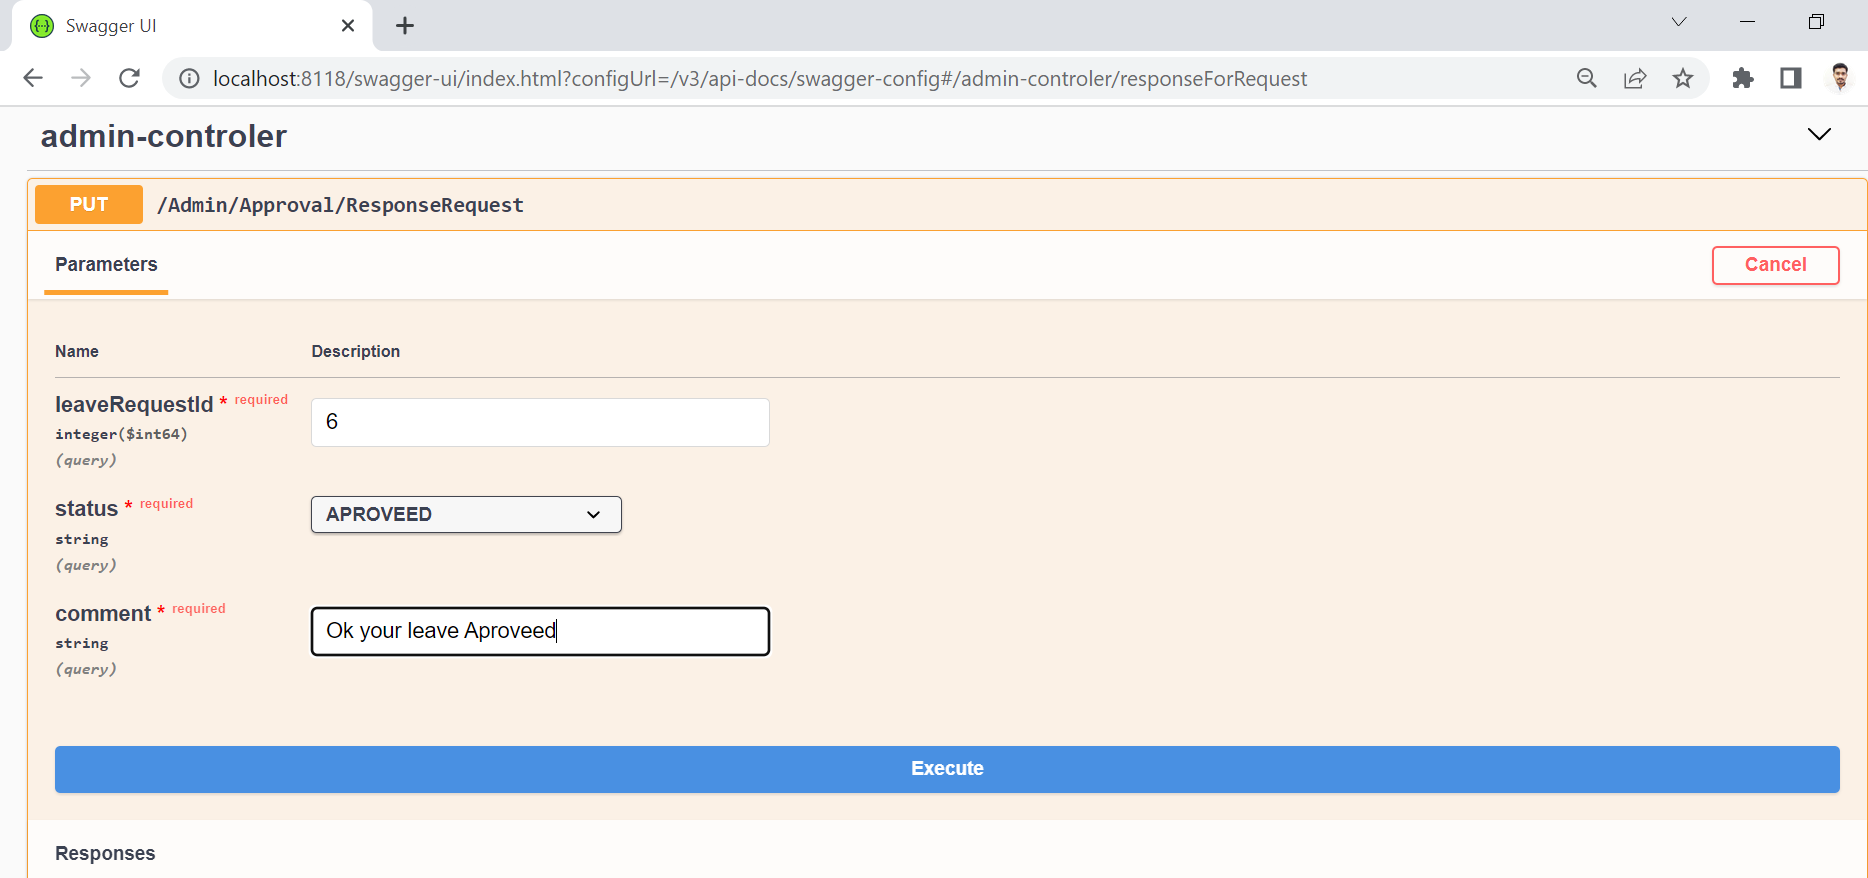 Swagger UI
localhost:8118/swagger-ui/index.html?configUrl=/v3/api-docs/swagger-config#/admin-controler/responseForRequest
admin-controler
PUT /Admin/Approval/ResponseRequest
Parameters
Cancel
Name Description
leaveRequestId * required
integer($int64)
(query)
6
status * required
string
(query)
APROVEED
comment * required
string
(query)
Ok your leave Aproveed
Execute
Responses